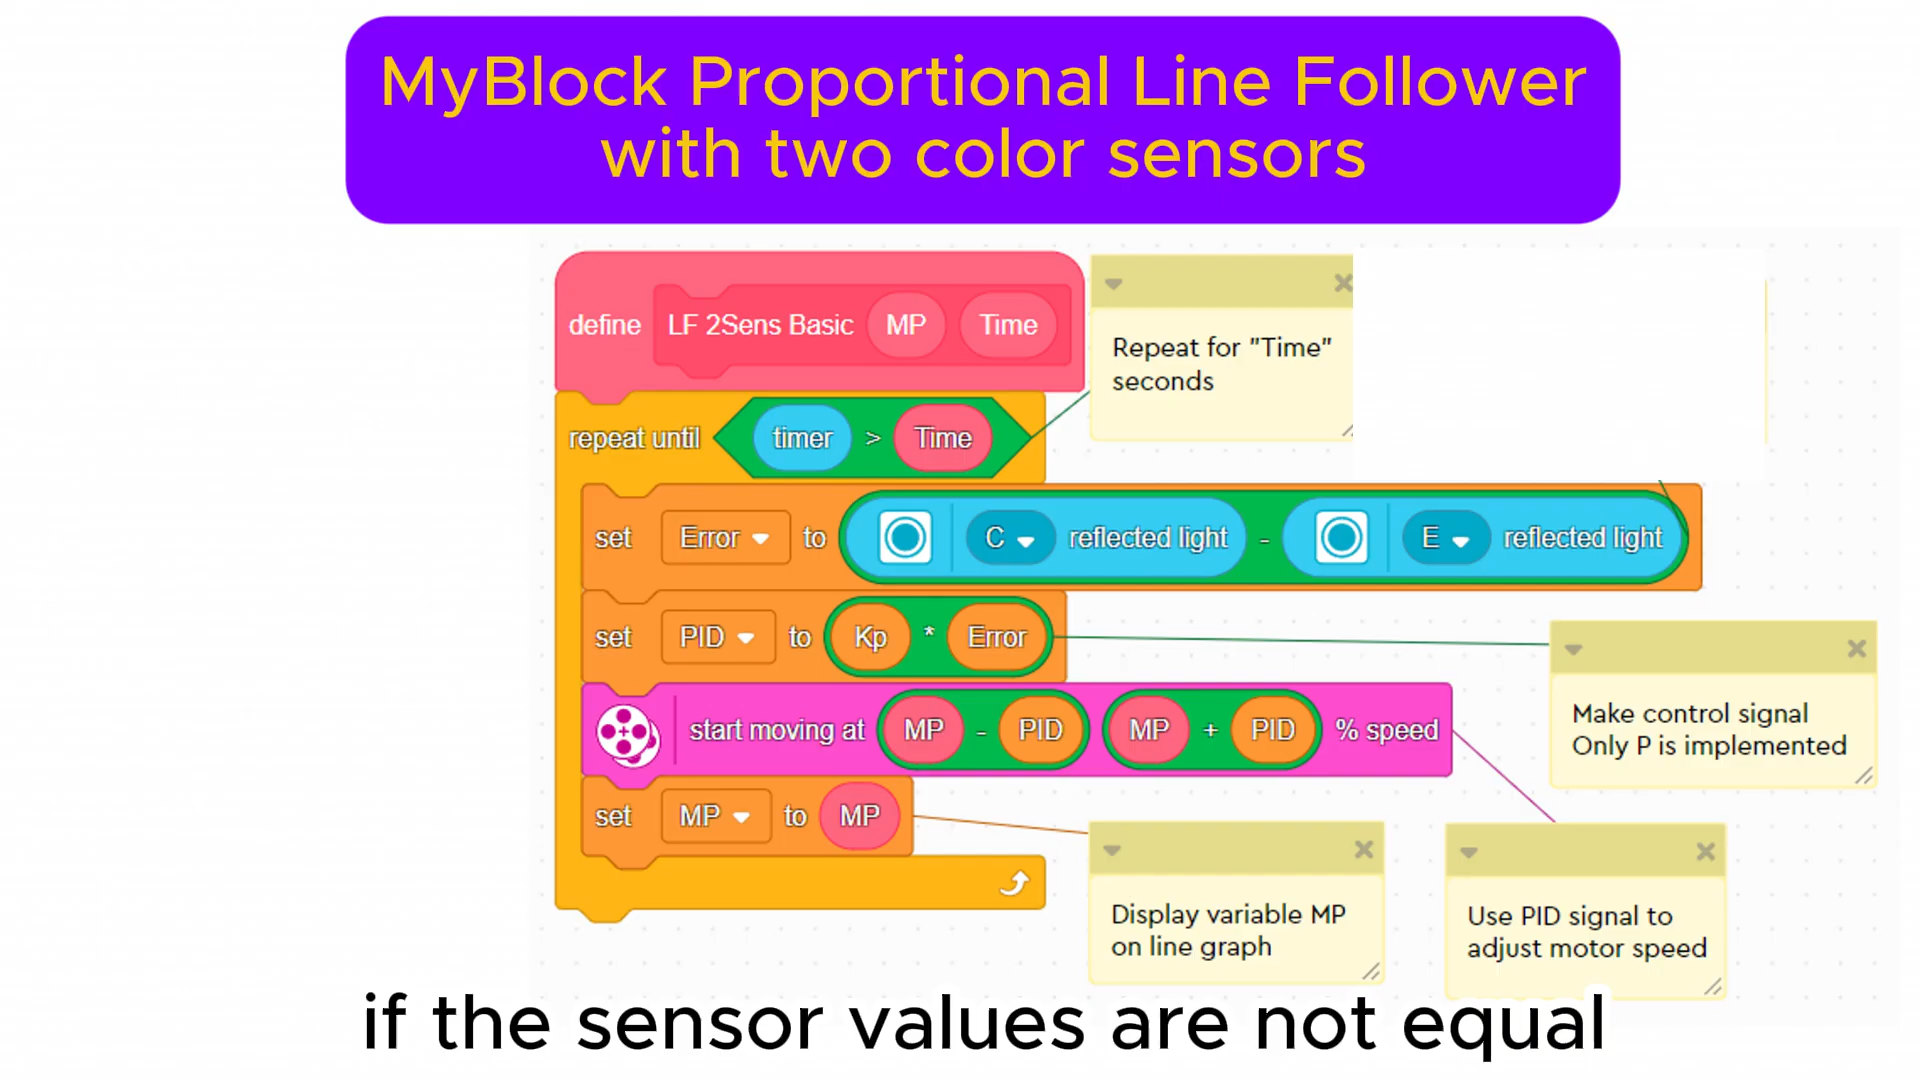 MyBlock Proportional Line Follower
with two color sensors
define LF 2Sens Basic MP Time
Repeat for "Time"
seconds
repeat until timer > Time
set Error to C reflected light - E reflected light
set PID to Kp * Error
Make control signal
Only P is implemented
start moving at MP - PID MP + PID % speed
set MP to MP
Display variable MP
on line graph
Use PID signal to
adjust motor speed
if the sensor values are not equal